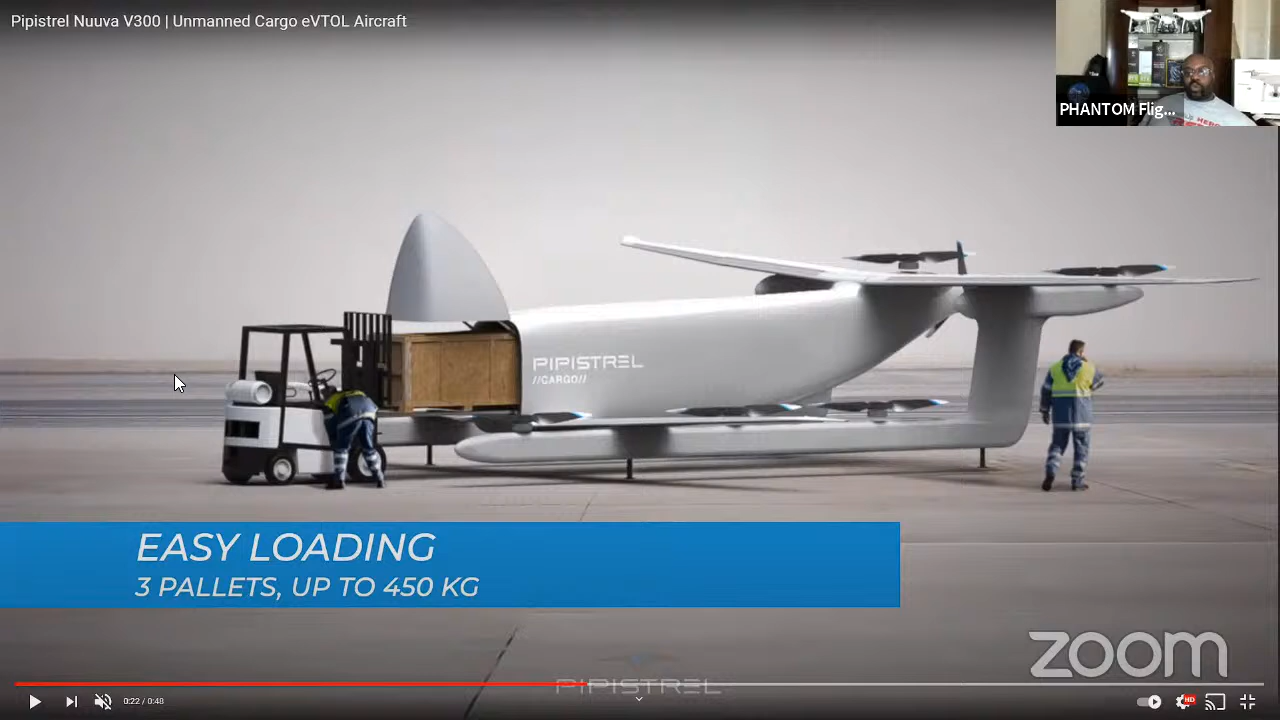 Pipistrel Nuuva V300 | Unmanned Cargo eVTOL Aircraft
PHANTOM Flig...
PIPISTREL
//CARGO//
EASY LOADING
3 PALLETS, UP TO 450 KG
zoom
PIPISTREL
0:22 / 0:48
HD